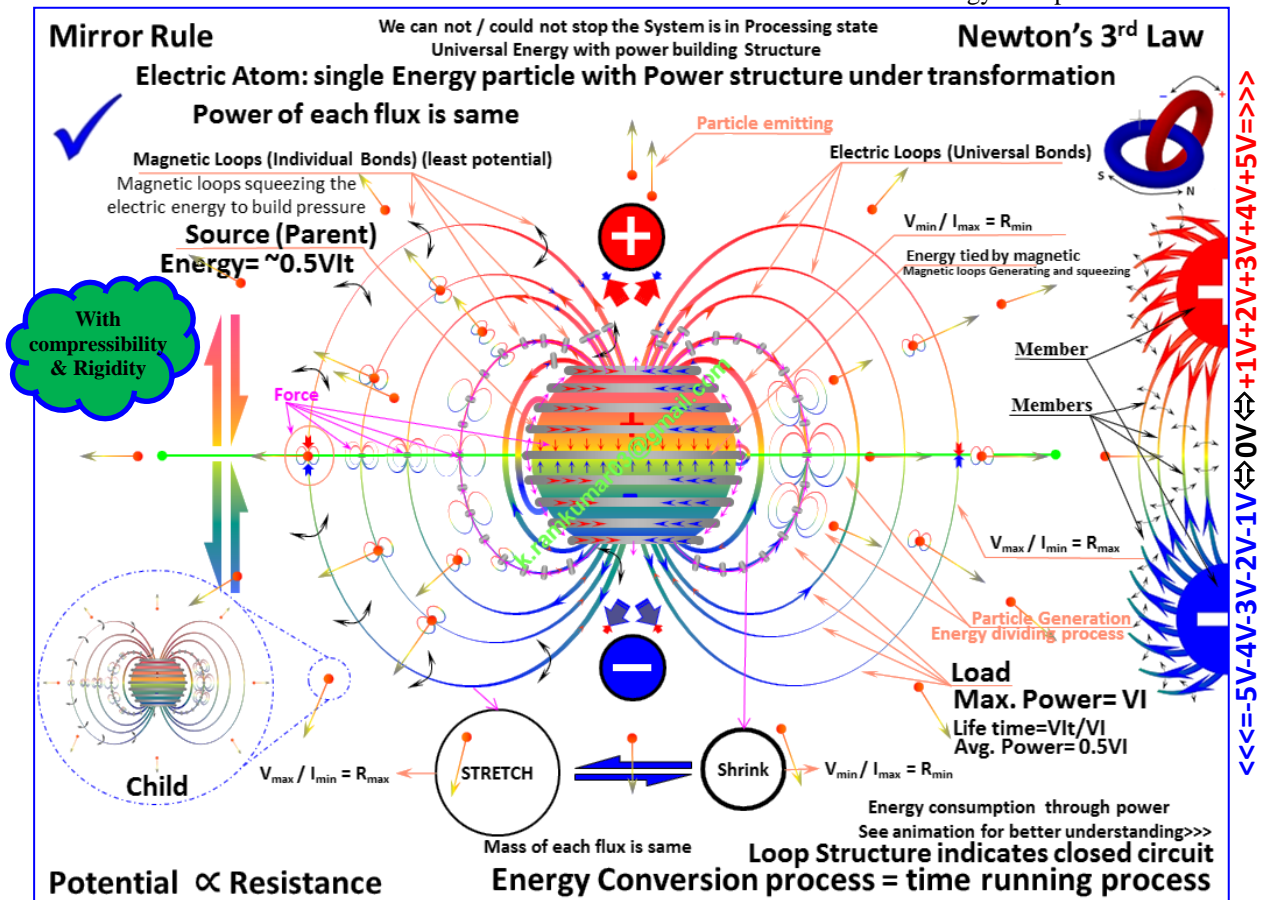 Mirror Rule
We can not / could not stop the System is in Processing state
Universal Energy with power building Structure
Newton's 3rd Law
Electric Atom: single Energy particle with Power structure under transformation
Power of each flux is same
Particle emitting
Magnetic Loops (Individual Bonds) (least potential)
Electric Loops (Universal Bonds)
Magnetic loops squeezing the
electric energy to build pressure
Source (Parent)
Energy= ~0.5VIt
− +
S N
Vmin / Imax = Rmin
Energy tied by magnetic
Magnetic loops Generating and squeezing
+
With
compressibility
& Rigidity
Member
Members
Force
+
-
k.ramkumar03@gmail.com
<<<=-5V-4V-3V-2V-1V⇔0V⇔+1V+2V+3V+4V+5V=>>>
Vmax / Imin = Rmax
Particle Generation
Energy dividing process
−
−
Load
Max. Power= VI
Life time=VIt/VI
Avg. Power= 0.5VI
Child
Vmax / Imin = Rmax
STRETCH
Shrink
Vmin / Imax = Rmin
Energy consumption through power
See animation for better understanding>>>
Mass of each flux is same
Loop Structure indicates closed circuit
Potential ∝ Resistance
Energy Conversion process = time running process